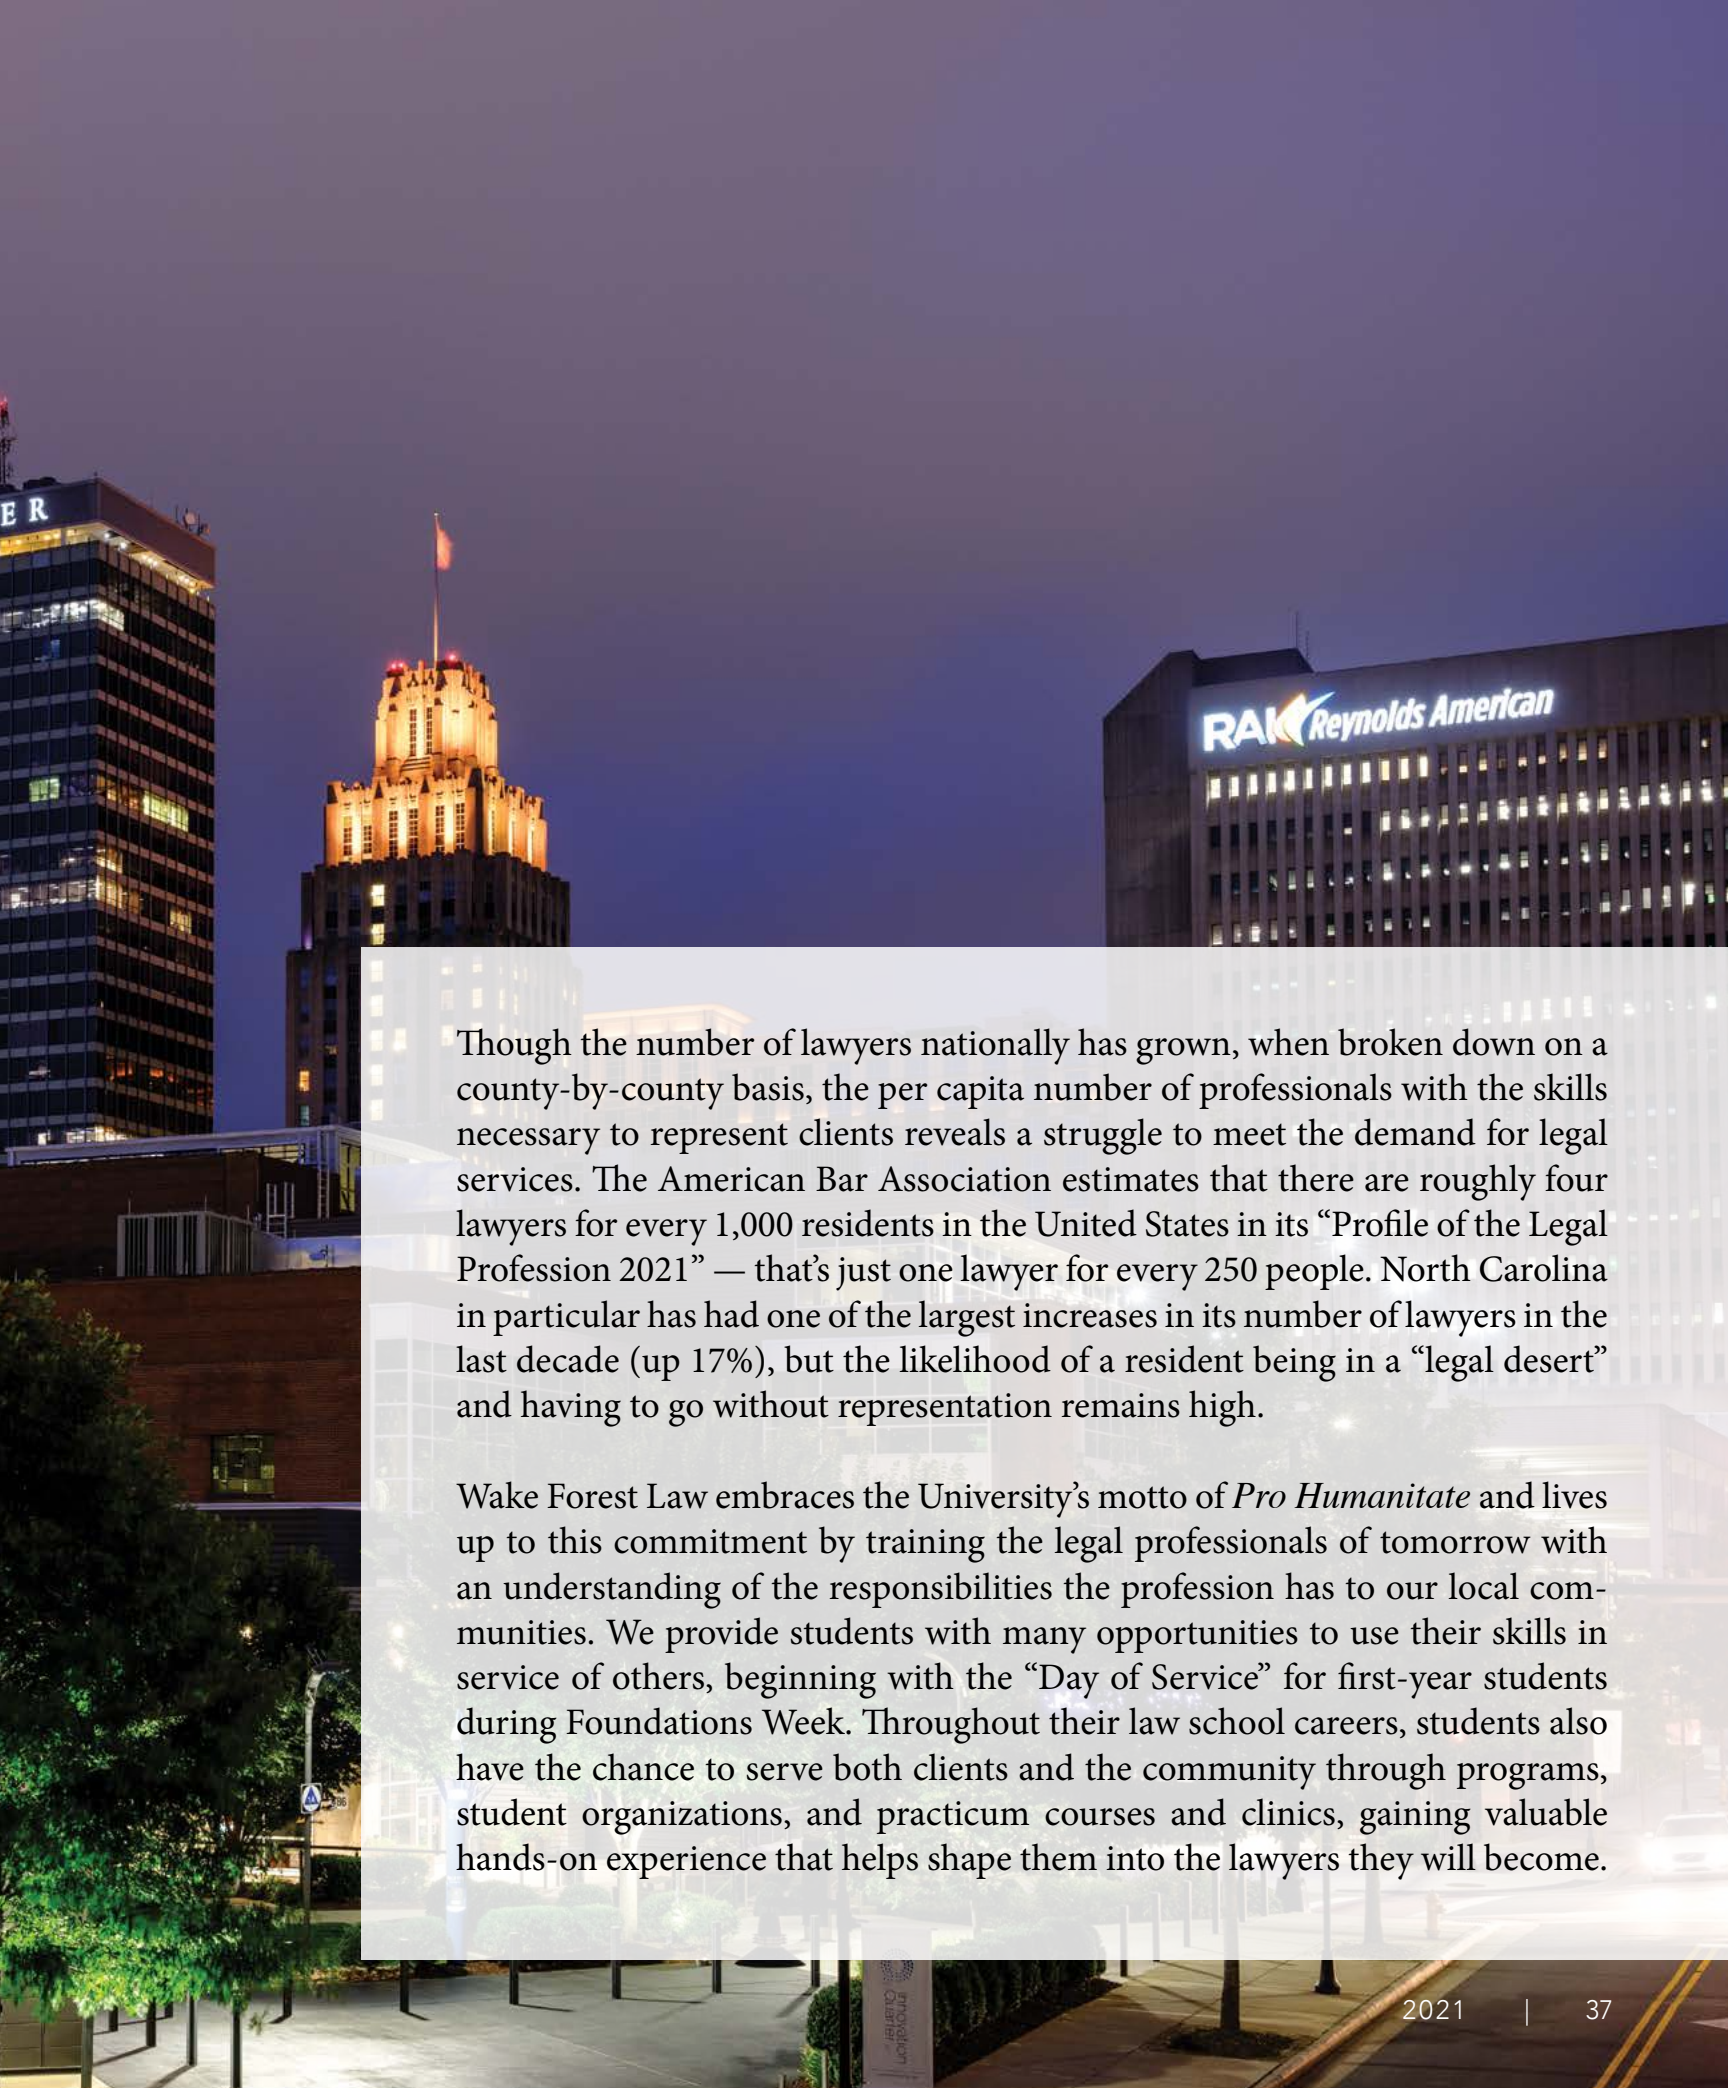 ER
RAI Reynolds American
Though the number of lawyers nationally has grown, when broken down on a
county-by-county basis, the per capita number of professionals with the skills
necessary to represent clients reveals a struggle to meet the demand for legal
services. The American Bar Association estimates that there are roughly four
lawyers for every 1,000 residents in the United States in its “Profile of the Legal
Profession 2021” — that’s just one lawyer for every 250 people. North Carolina
in particular has had one of the largest increases in its number of lawyers in the
last decade (up 17%), but the likelihood of a resident being in a “legal desert”
and having to go without representation remains high.
Wake Forest Law embraces the University’s motto of Pro Humanitate and lives
up to this commitment by training the legal professionals of tomorrow with
an understanding of the responsibilities the profession has to our local com-
munities. We provide students with many opportunities to use their skills in
service of others, beginning with the “Day of Service” for first-year students
during Foundations Week. Throughout their law school careers, students also
have the chance to serve both clients and the community through programs,
student organizations, and practicum courses and clinics, gaining valuable
hands-on experience that helps shape them into the lawyers they will become.
Innovation
Quarter
2021 | 37